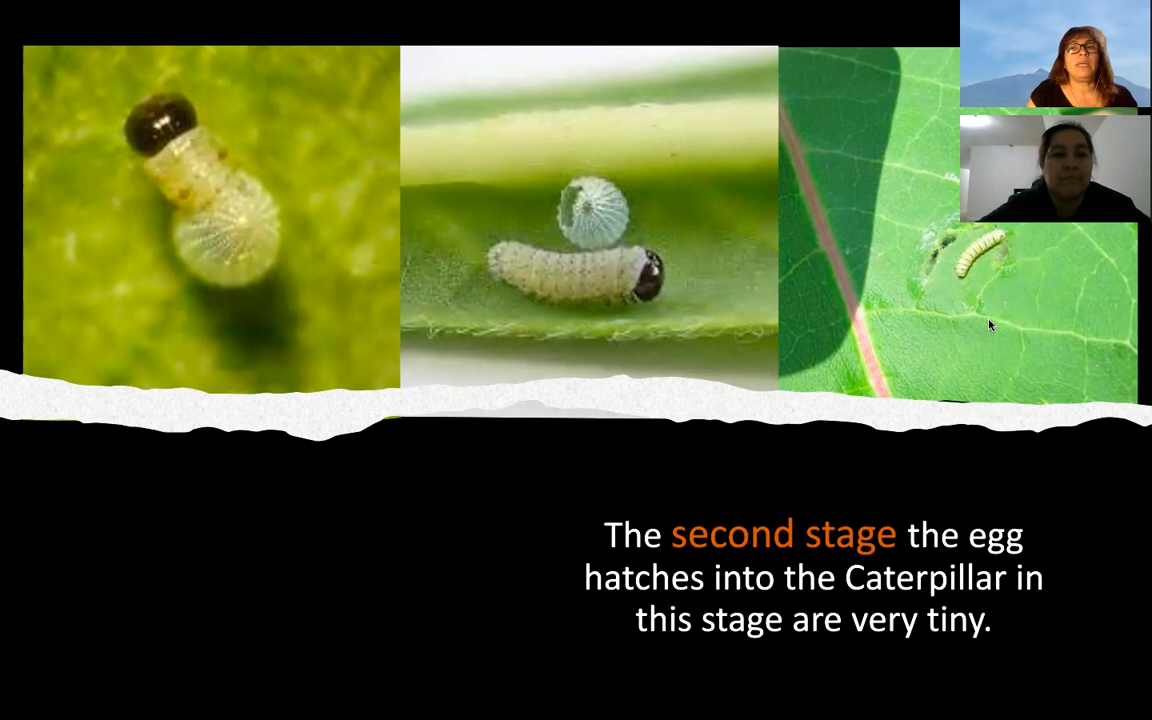 The second stage the egg
hatches into the Caterpillar in
this stage are very tiny.